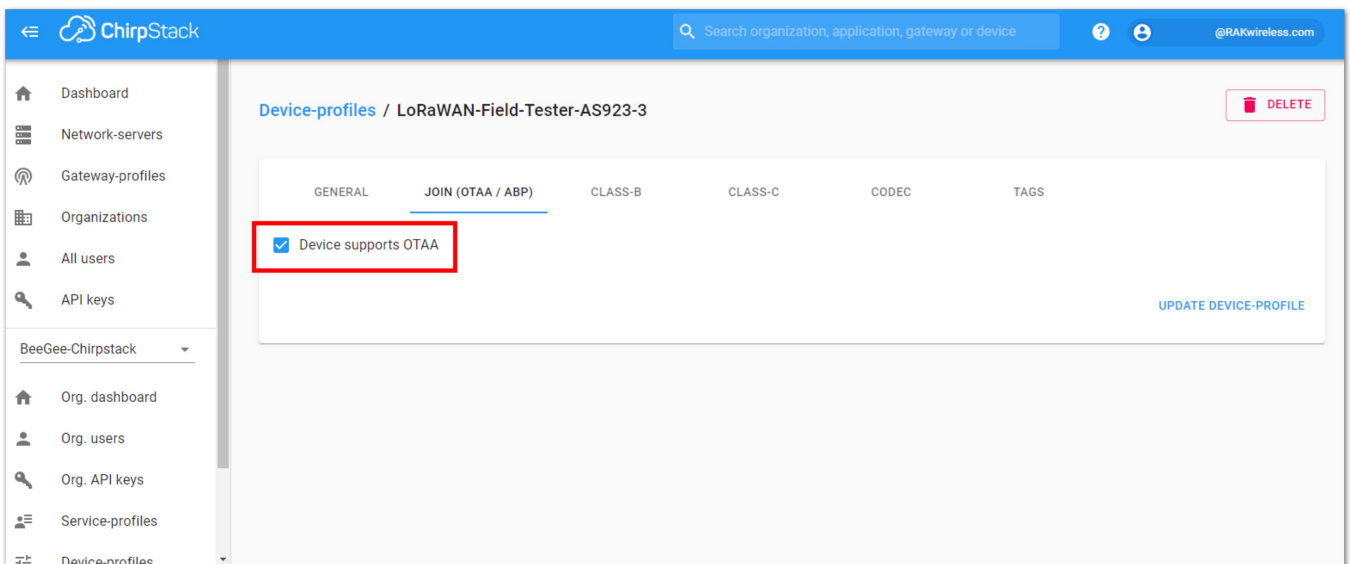 ChirpStack
Search organization, application, gateway or device
?
@RAKwireless.com
Dashboard
Network-servers
Gateway-profiles
Organizations
All users
API keys
BeeGee-Chirpstack
Org. dashboard
Org. users
Org. API keys
Service-profiles
Device-profiles
Device-profiles / LoRaWAN-Field-Tester-AS923-3
DELETE
GENERAL JOIN (OTAA / ABP) CLASS-B CLASS-C CODEC TAGS
Device supports OTAA
UPDATE DEVICE-PROFILE